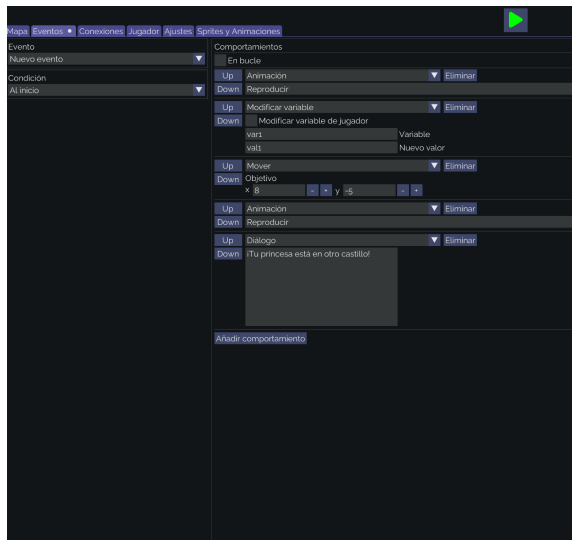 Mapa Eventos Conexiones Jugador Ajustes Sprites y Animaciones
Evento
Nuevo evento
Condición
Al inicio
Comportamientos
En bucle
Up Animación Eliminar
Down Reproducir
Up Modificar variable Eliminar
Down Modificar variable de jugador
var1 Variable
val1 Nuevo valor
Up Mover Eliminar
Down Objetivo
x 8 - + y -5 - +
Up Animación Eliminar
Down Reproducir
Up Diálogo Eliminar
Down ¡Tu princesa está en otro castillo!
Añadir comportamiento